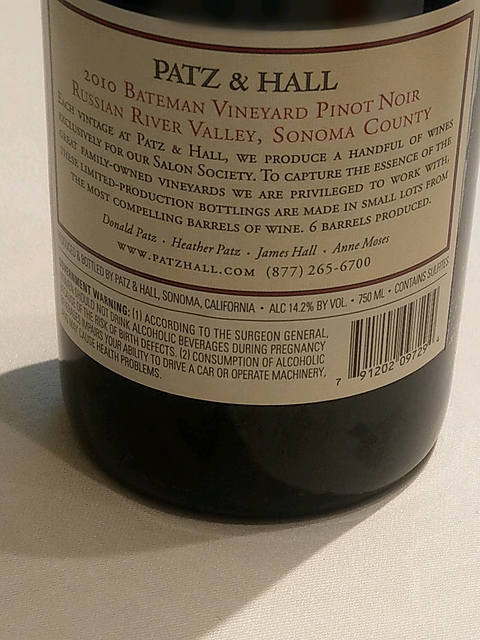 PATZ & HALL
2010 BATEMAN VINEYARD PINOT NOIR
RUSSIAN RIVER VALLEY, SONOMA COUNTY
EACH VINTAGE AT PATZ & HALL, WE PRODUCE A HANDFUL OF WINES
EXCLUSIVELY FOR OUR SALON SOCIETY. TO CAPTURE THE ESSENCE OF THE
GREAT FAMILY-OWNED VINEYARDS WE ARE PRIVILEGED TO WORK WITH,
THESE LIMITED-PRODUCTION BOTTLINGS ARE MADE IN SMALL LOTS FROM
THE MOST COMPELLING BARRELS OF WINE. 6 BARRELS PRODUCED.
Donald Patz · Heather Patz · James Hall · Anne Moses
WWW.PATZHALL.COM (877) 265-6700
& BOTTLED BY PATZ & HALL, SONOMA, CALIFORNIA • ALC 14.2% BY VOL. • 750 ML • CONTAINS SULFITES
GOVERNMENT WARNING: (1) ACCORDING TO THE SURGEON GENERAL,
SHOULD NOT DRINK ALCOHOLIC BEVERAGES DURING PREGNANCY
OF THE RISK OF BIRTH DEFECTS. (2) CONSUMPTION OF ALCOHOLIC
IMPAIRS YOUR ABILITY TO DRIVE A CAR OR OPERATE MACHINERY,
CAUSE HEALTH PROBLEMS.
7 91202 09729 4